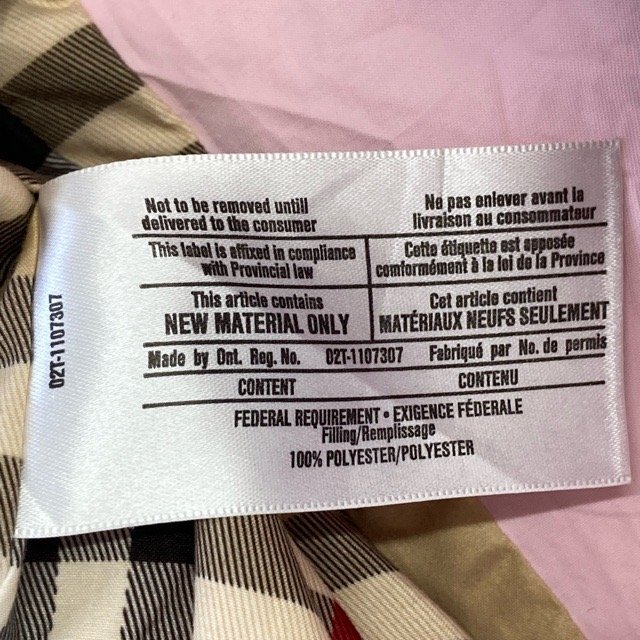 Not to be removed untill
delivered to the consumer
Ne pas enlever avant la
livraison au consommateur
This label is affixed in compliance
with Provincial law
Cette étiquette est apposée
comformément à la loi de la Province
This article contains
NEW MATERIAL ONLY
Cet article contient
MATÉRIAUX NEUFS SEULEMENT
Made by Ont. Reg. No. 02T-1107307 Fabriqué par No. de permis
CONTENT CONTENU
FEDERAL REQUIREMENT • EXIGENCE FÉDERALE
Filling/Remplissage
100% POLYESTER/POLYESTER
02T-1107307